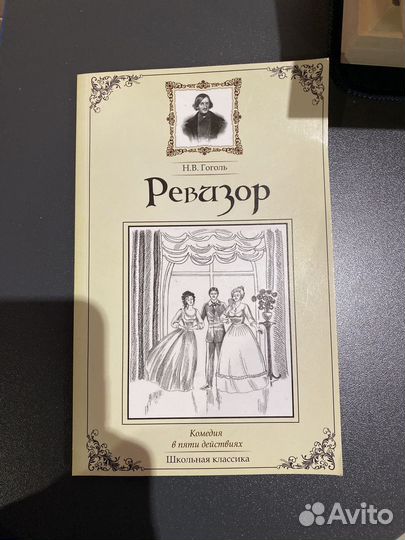 Н.В. Гоголь
Ревизор
Комедия
в пяти действиях
Школьная классика
Avito